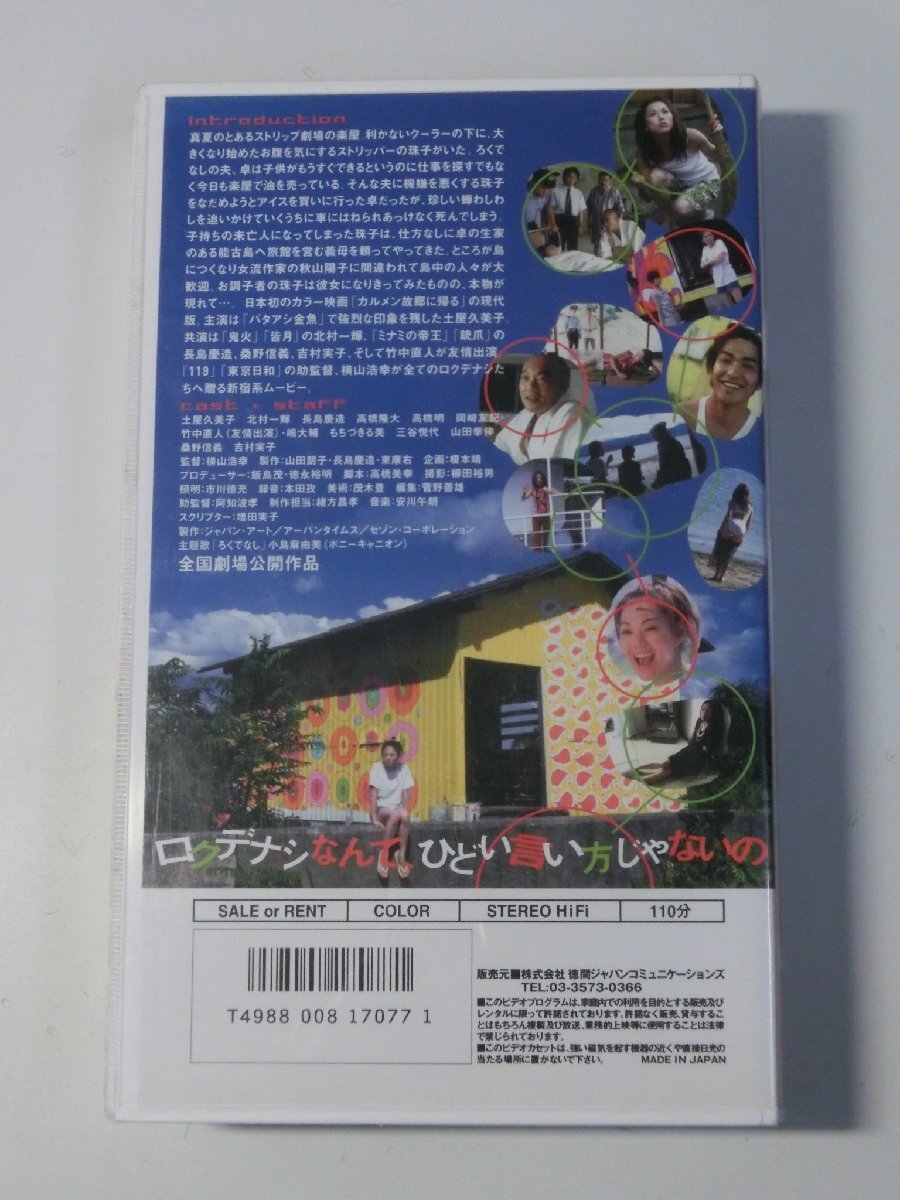 introduction
真夏のとあるストリップ劇場の楽屋 利かないクーラーの下に、大
きくなり始めたお腹を気にするストリッパーの珠子がいた。ろくで
なしの夫、卓は子供がもうすぐできるというのに仕事を探すでもな
く今日も楽屋で油を売っている。そんな夫に機嫌を悪くする珠子
をなだめようとアイスを買いに行った卓だったが、珍しい蝉わしわ
しを追いかけていくうちに車にはねられあっけなく死んでしまう。
子持ちの未亡人になってしまった珠子は、仕方なしに卓の生家
のある能古島へ旅館を営む義母を頼ってやってきた。ところが島
につくなり女流作家の秋山陽子に間違われて島中の人々が大
歓迎。お調子者の珠子は彼女になりきってみたものの、本物が
現れて…。日本初のカラー映画「カルメン故郷に帰る」の現代
版。主演は「バタアシ金魚」で強烈な印象を残した土屋久美子。
共演は「鬼火」「皆月」の北村一輝、「ミナミの帝王」「銃爪」の
長島慶造、桑野信義、吉村実子、そして竹中直人が友情出演。
「119」「東京日和」の助監督、横山浩幸が全てのロクデナシた
ちへ贈る新宿系ムービー。
cast + staff
土屋久美子 北村一輝 長島慶造 高橋隆大 高橋明 岡崎友紀
竹中直人(友情出演)・嶋大輔 もちづきる美 三谷悦代 山田幸伸
桑野信義 吉村実子
監督:横山浩幸 製作:山田朋子・長島慶造・東康右 企画:榎本靖
プロデューサー:飯島茂・徳永裕明 脚本:高橋美幸 撮影:柳田裕男
照明:市川徳充 録音:本田孜 美術:茂木豊 編集:菅野善雄
助監督:阿知波孝 制作担当:緒方昌孝 音楽:安川午朗
スクリプター:増田実子
製作:ジャパン・アート/アーバンタイムズ/セゾン・コーポレーション
主題歌「ろくでなし」小島麻由美(ポニーキャニオン)
全国劇場公開作品
ロクデナシなんて、ひどい言い方じゃないの
SALE or RENT COLOR STEREO HiFi 110分
T4988 008 17077 1
販売元■株式会社 徳間ジャパンコミュニケーションズ
TEL:03-3573-0366
■このビデオプログラムは、家庭内での利用を目的とする販売及び
レンタルに限って許諾されております。許諾なく販売、貸与するこ
とはもちろん複製及び放送、業務的上映等に使用することは法律
で禁じられております。
■このビデオカセットは、強い磁気を起す機器の近くや直接日光の
当たる場所に置かないで下さい。 MADE IN JAPAN